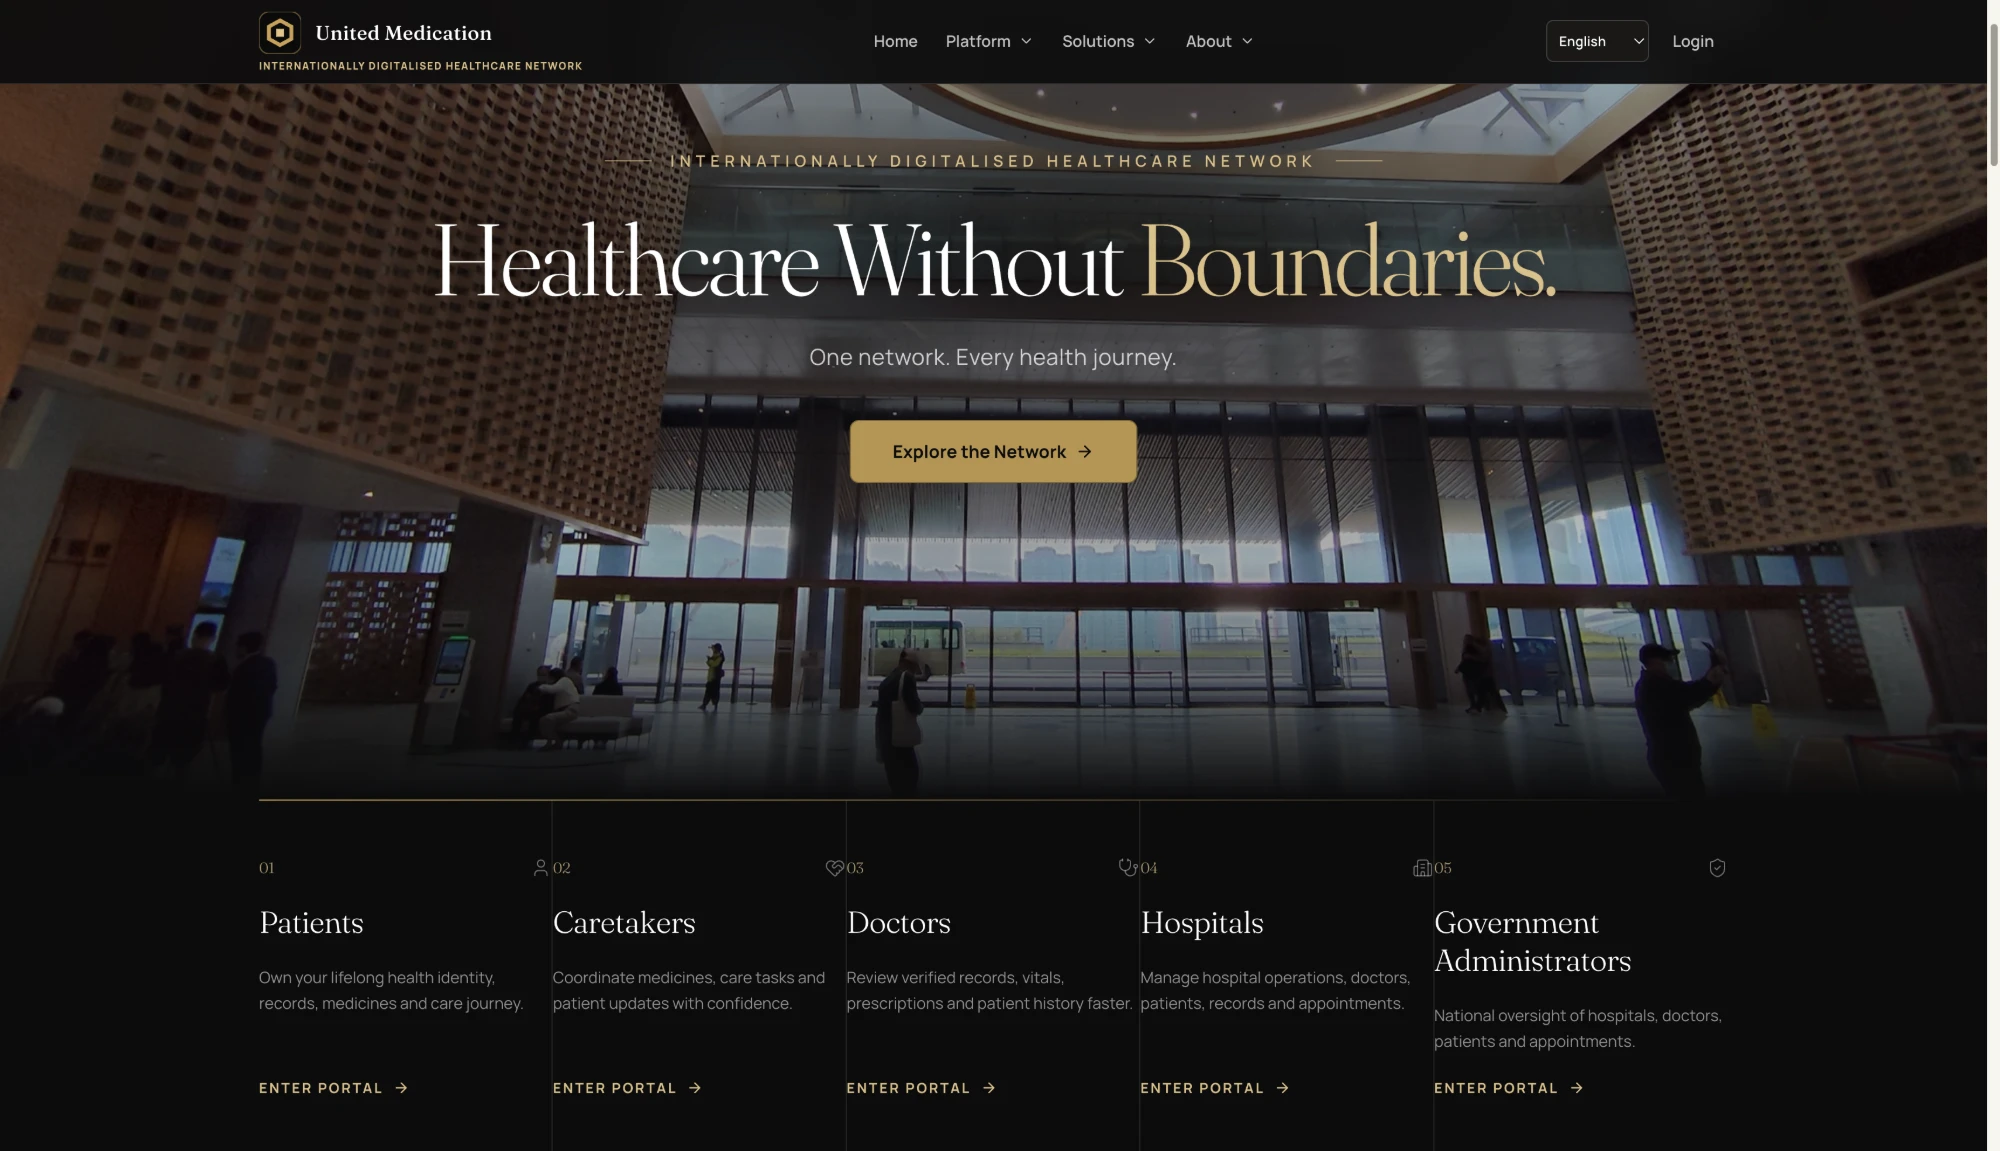 United Medication
INTERNATIONALLY DIGITALISED HEALTHCARE NETWORK
Home
Platform
Solutions
About
English
Login
INTERNATIONALLY DIGITALISED HEALTHCARE NETWORK
Healthcare Without Boundaries.
One network. Every health journey.
Explore the Network
01
Patients
Own your lifelong health identity,
records, medicines and care journey.
ENTER PORTAL
02
Caretakers
Coordinate medicines, care tasks and
patient updates with confidence.
ENTER PORTAL
03
Doctors
Review verified records, vitals,
prescriptions and patient history faster.
ENTER PORTAL
04
Hospitals
Manage hospital operations, doctors,
patients, records and appointments.
ENTER PORTAL
05
Government
Administrators
National oversight of hospitals, doctors,
patients and appointments.
ENTER PORTAL